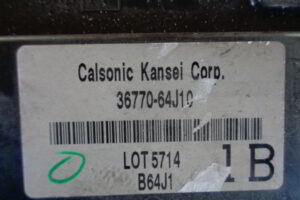 Calsonic Kansei Corp.
36770-64J10
LOT 5714
1B
B64J1